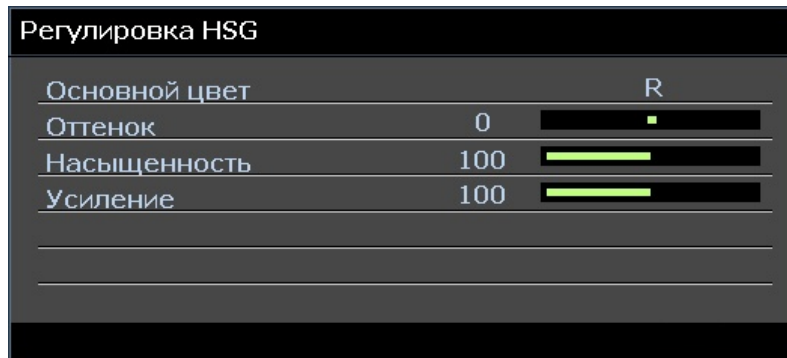 Регулировка HSG
Основной цвет R
Оттенок 0
Насыщенность 100
Усиление 100